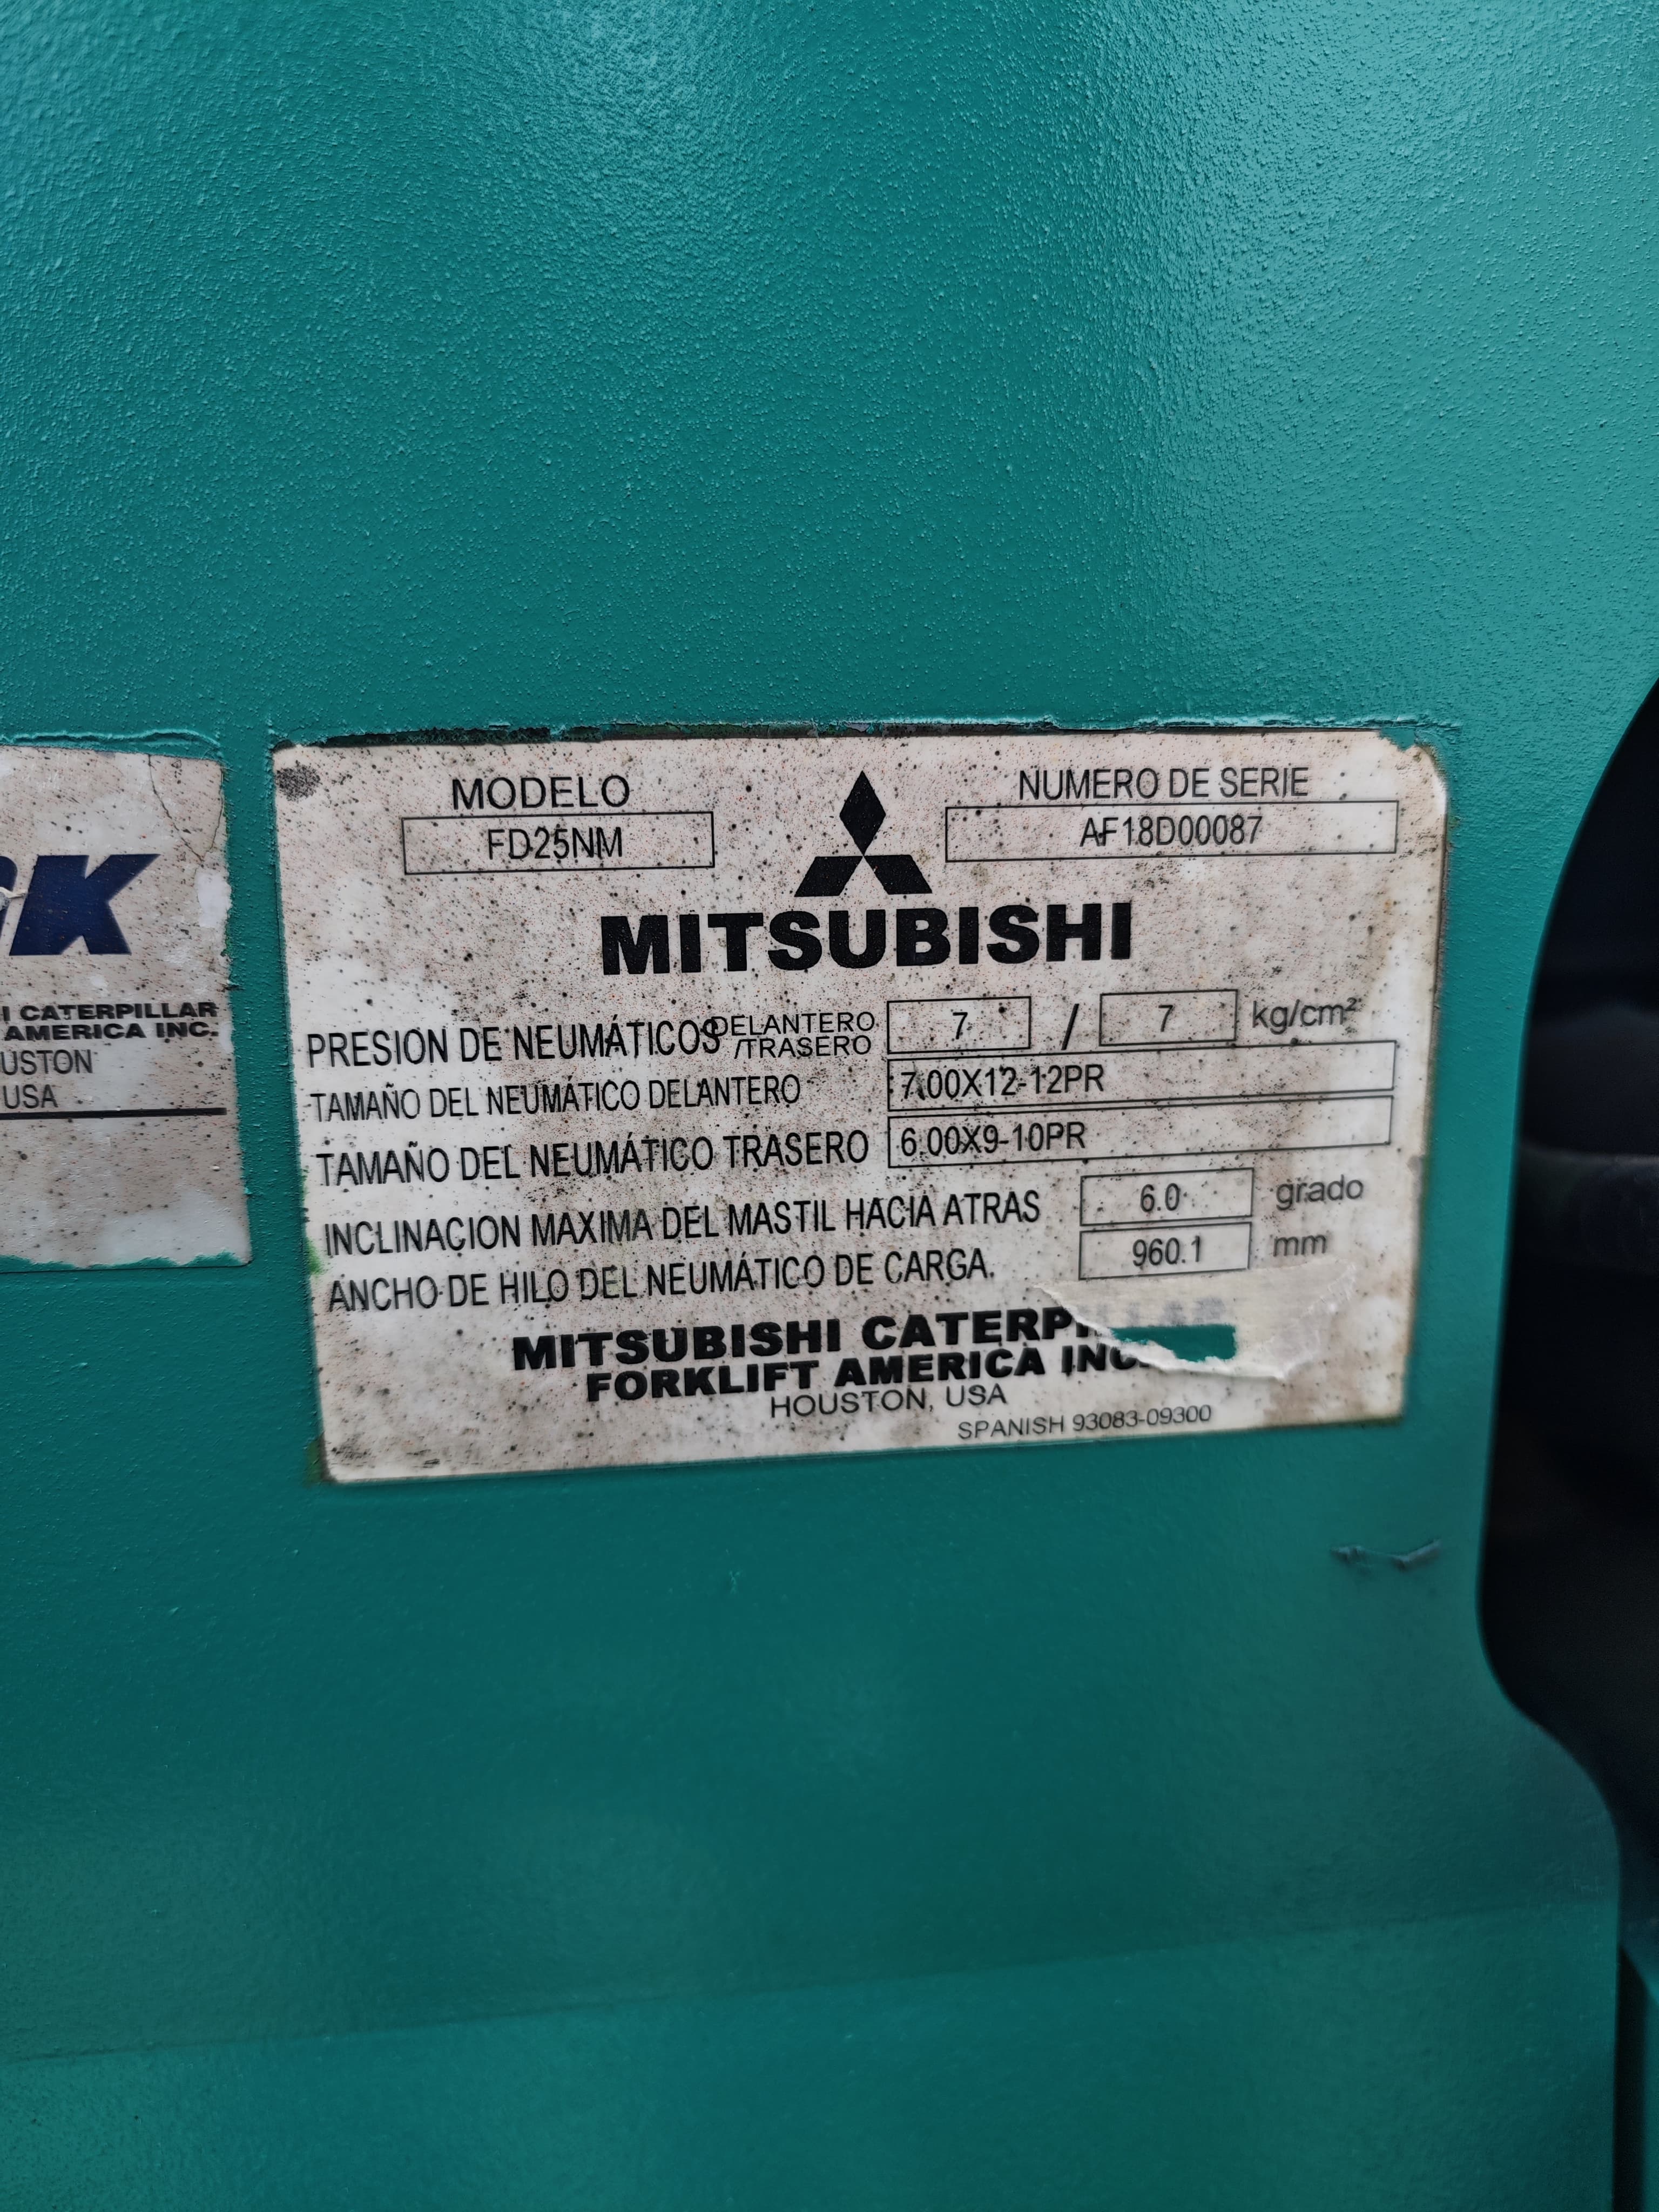 I CATERPILLAR
AMERICA INC.
USTON
USA
MODELO
FD25NM
NUMERO DE SERIE
AF18D00087
MITSUBISHI
PRESION DE NEUMÁTICOS DELANTERO /TRASERO 7 / 7 kg/cm²
TAMAÑO DEL NEUMÁTICO DELANTERO 7.00X12-12PR
TAMAÑO DEL NEUMÁTICO TRASERO 6.00X9-10PR
INCLINACION MAXIMA DEL MASTIL HACIA ATRAS 6.0 grado
ANCHO DE HILO DEL NEUMÁTICO DE CARGA. 960.1 mm
MITSUBISHI CATERPILLAR
FORKLIFT AMERICA INC.
HOUSTON, USA
SPANISH 93083-09300